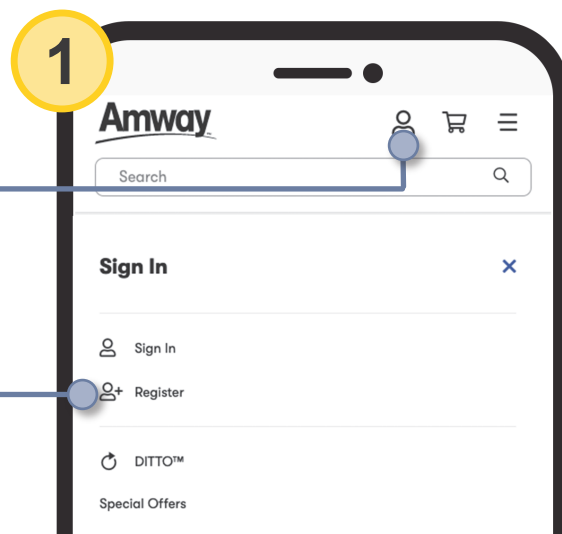 1
Amway
Search
Sign In
Sign In
Register
DITTO™
Special Offers